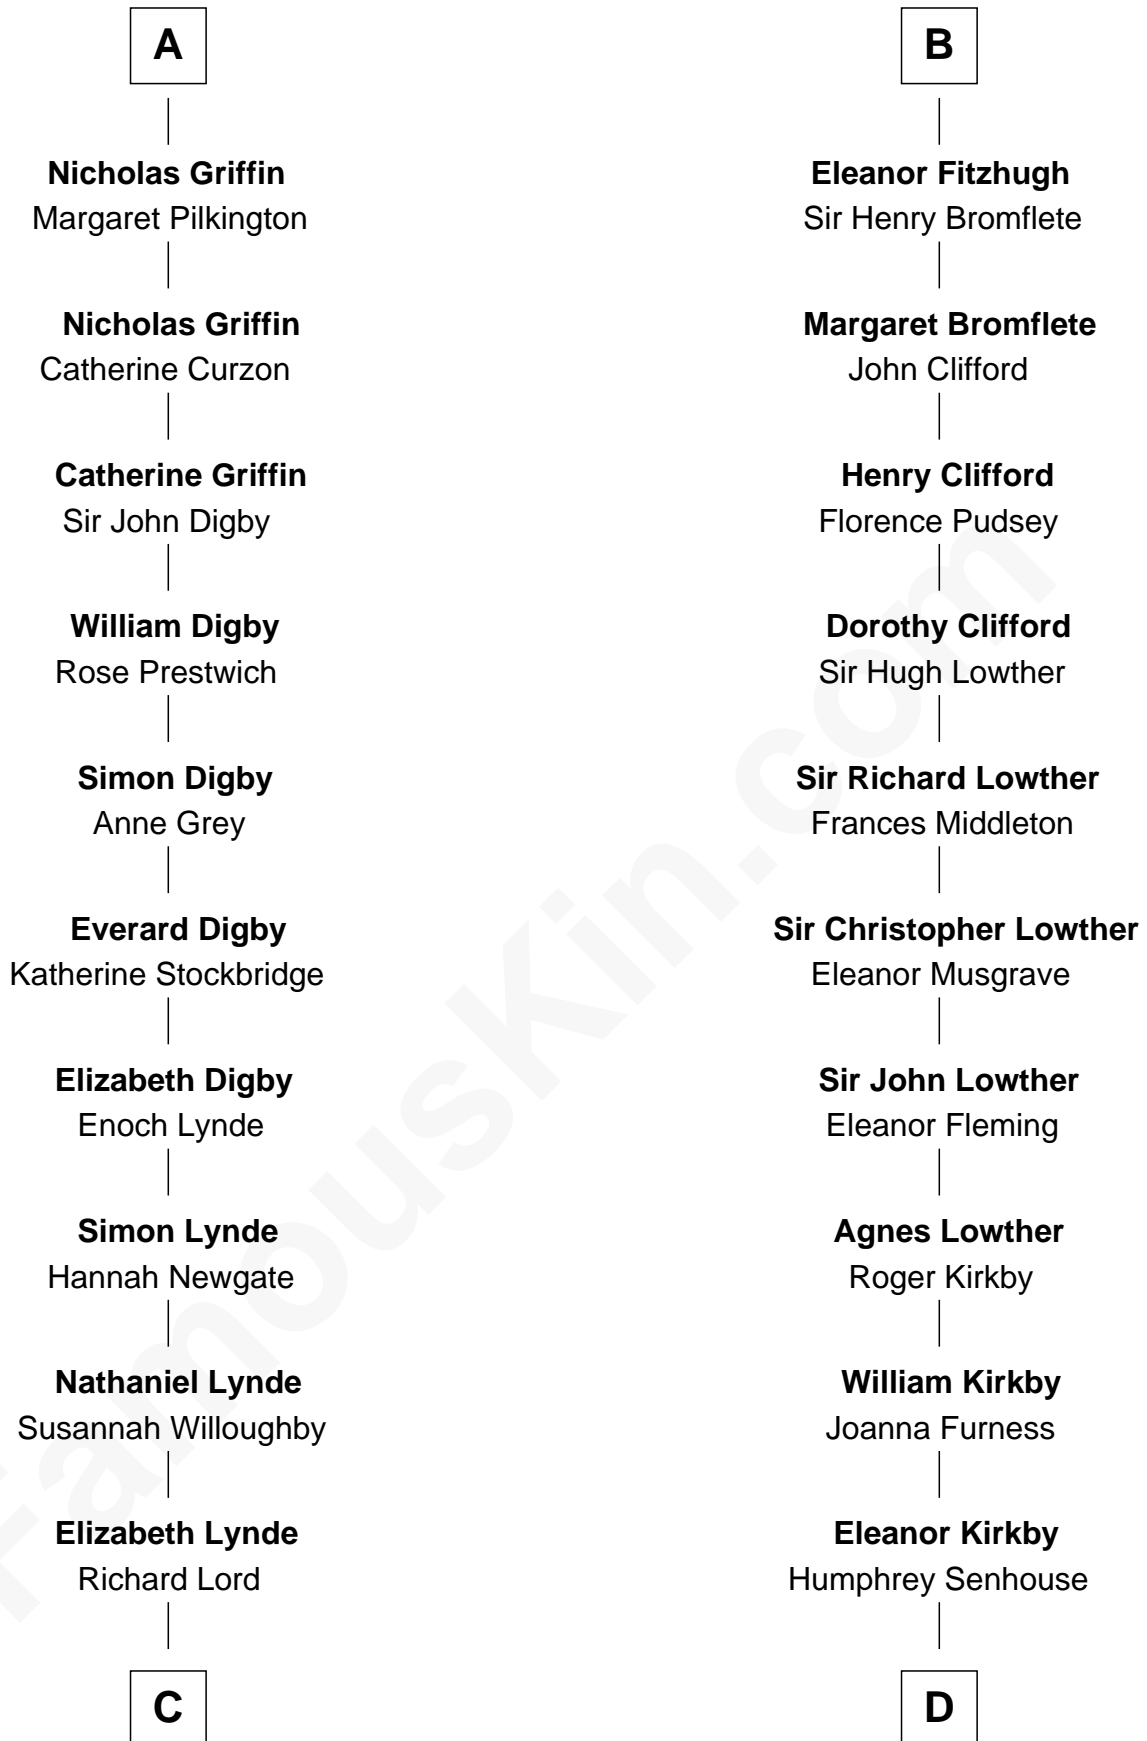 A
Nicholas Griffin
Margaret Pilkington
Nicholas Griffin
Catherine Curzon
Catherine Griffin
Sir John Digby
William Digby
Rose Prestwich
Simon Digby
Anne Grey
Everard Digby
Katherine Stockbridge
Elizabeth Digby
Enoch Lynde
Simon Lynde
Hannah Newgate
Nathaniel Lynde
Susannah Willoughby
Elizabeth Lynde
Richard Lord
C
B
Eleanor Fitzhugh
Sir Henry Bromflete
Margaret Bromflete
John Clifford
Henry Clifford
Florence Pudsey
Dorothy Clifford
Sir Hugh Lowther
Sir Richard Lowther
Frances Middleton
Sir Christopher Lowther
Eleanor Musgrave
Sir John Lowther
Eleanor Fleming
Agnes Lowther
Roger Kirkby
William Kirkby
Joanna Furness
Eleanor Kirkby
Humphrey Senhouse
D
FamousKin.com